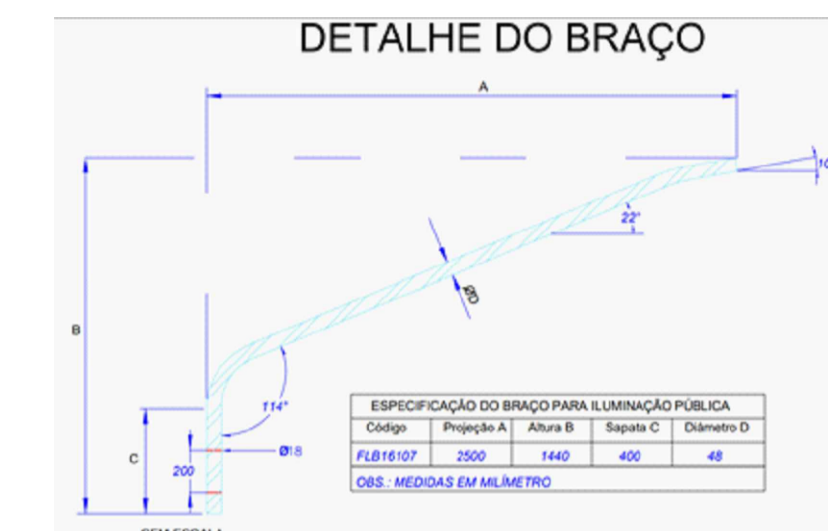 DETALHE DO BRAÇO
A
22°
ØD
B
114°
C
200
Ø18
ESPECIFICAÇÃO DO BRAÇO PARA ILUMINAÇÃO PÚBLICA
Código Projeção A Altura B Sapata C Diâmetro D
FLB16107 2500 1440 400 48
OBS.: MEDIDAS EM MILÍMETRO